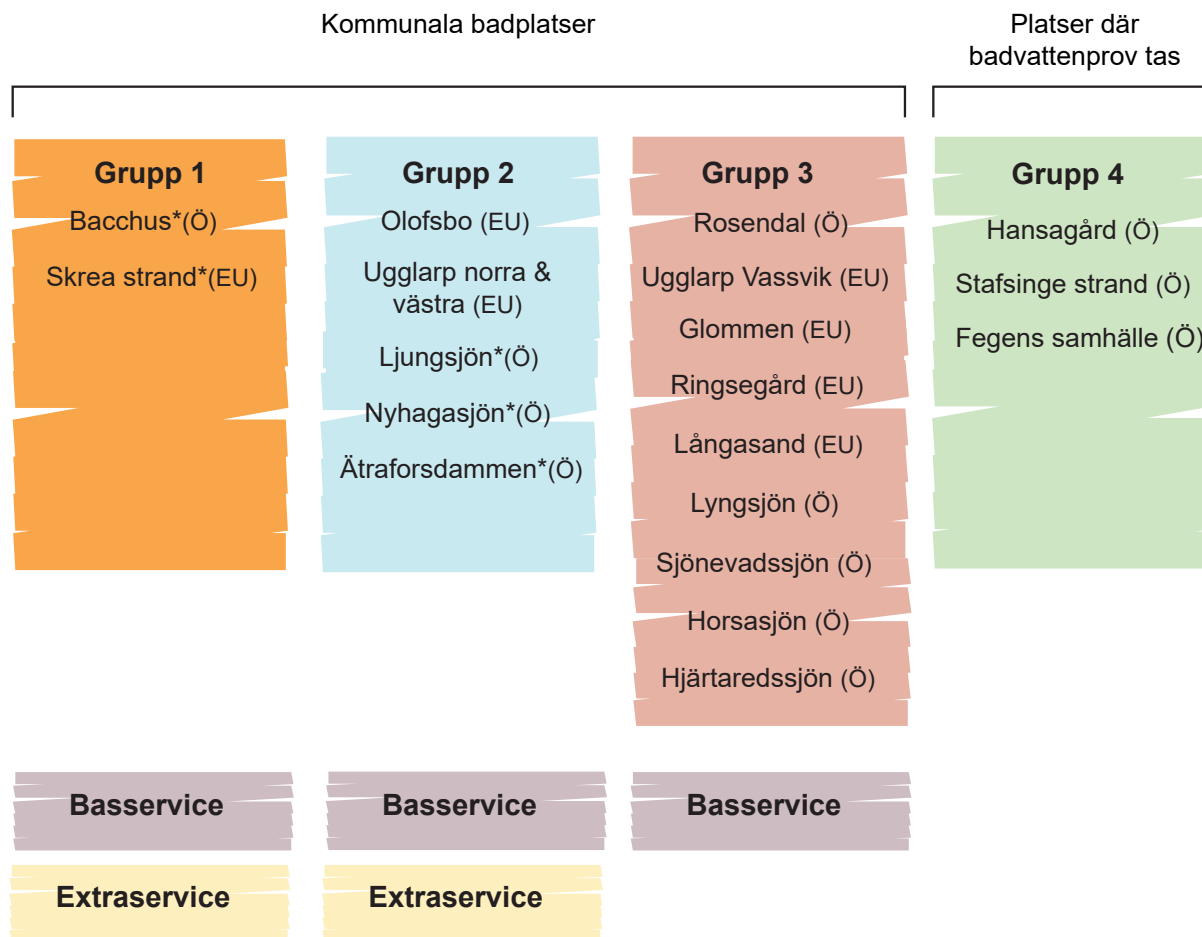 Kommunala badplatser
Platser där
badvattenprov tas
Grupp 1
Bacchus*(Ö)
Skrea strand*(EU)
Grupp 2
Olofsbo (EU)
Ugglarp norra &
västra (EU)
Ljungsjön*(Ö)
Nyhagasjön*(Ö)
Ätraforsdammen*(Ö)
Grupp 3
Rosendal (Ö)
Ugglarp Vassvik (EU)
Glommen (EU)
Ringsegård (EU)
Långasand (EU)
Lyngsjön (Ö)
Sjönevadssjön (Ö)
Horsasjön (Ö)
Hjärtaredssjön (Ö)
Grupp 4
Hansagård (Ö)
Stafsinge strand (Ö)
Fegens samhälle (Ö)
Basservice
Basservice
Basservice
Extraservice
Extraservice